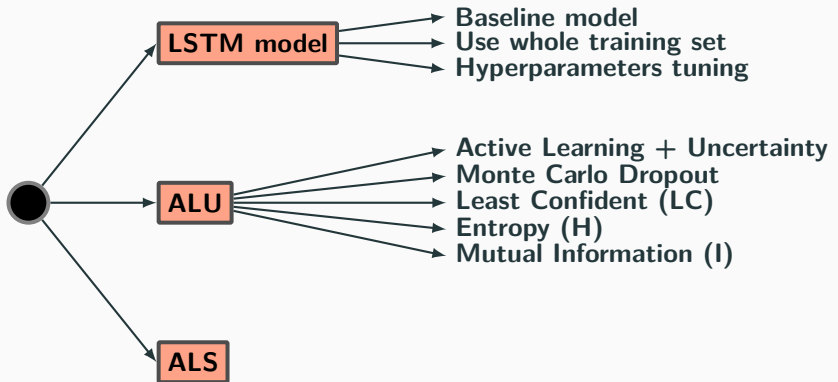 LSTM model
Baseline model
Use whole training set
Hyperparameters tuning
ALU
Active Learning + Uncertainty
Monte Carlo Dropout
Least Confident (LC)
Entropy (H)
Mutual Information (I)
ALS